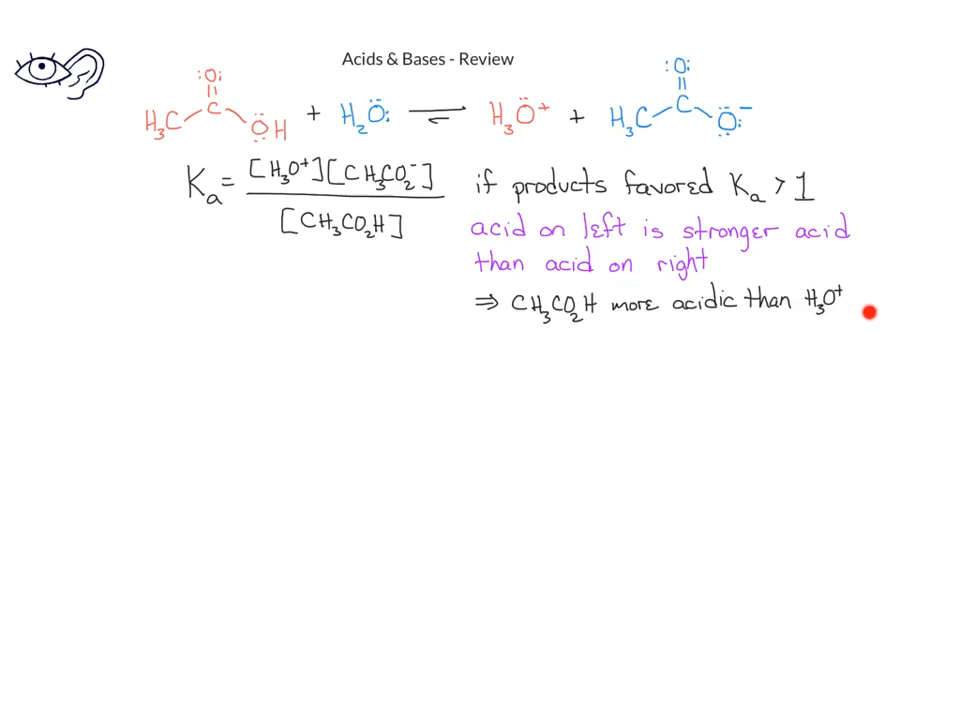 Acids & Bases - Review
H₃C-C(=Ö:)-ÖH + H₂Ö: ⇌ H₃Ö⁺ + H₃C-C(=Ö:)-Ö:⁻
Kₐ = [H₃O⁺][CH₃CO₂⁻] / [CH₃CO₂H]
if products favored Kₐ > 1
acid on left is stronger acid
than acid on right
⇒ CH₃CO₂H more acidic than H₃O⁺